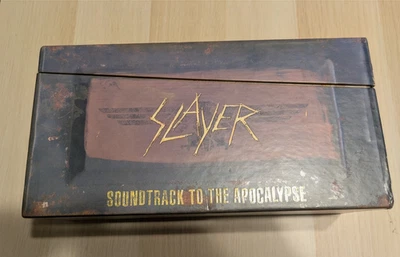 SLAYER
SOUNDTRACK TO THE APOCALYPSE